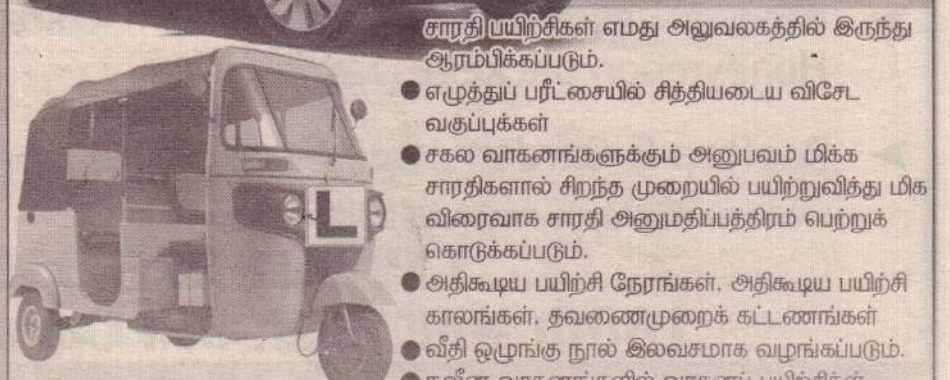 சாரதி பயிற்சிகள் எமது அலுவலகத்தில் இருந்து
ஆரம்பிக்கப்படும்.
● எழுத்துப் பரீட்சையில் சித்தியடைய விசேட
வகுப்புக்கள்
● சகல வாகனங்களுக்கும் அனுபவம் மிக்க
சாரதிகளால் சிறந்த முறையில் பயிற்றுவித்து மிக
விரைவாக சாரதி அனுமதிப்பத்திரம் பெற்றுக்
கொடுக்கப்படும்.
L
● அதிகூடிய பயிற்சி நேரங்கள், அதிகூடிய பயிற்சி
காலங்கள், தவணைமுறைக் கட்டணங்கள்
● வீதி ஒழுங்கு நூல் இலவசமாக வழங்கப்படும்.